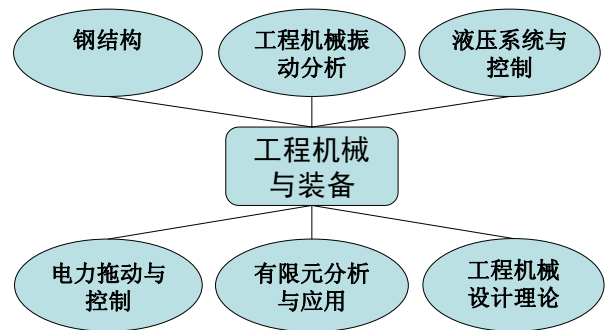 钢结构
工程机械振
动分析
液压系统与
控制
工程机械
与装备
电力拖动与
控制
有限元分析
与应用
工程机械
设计理论